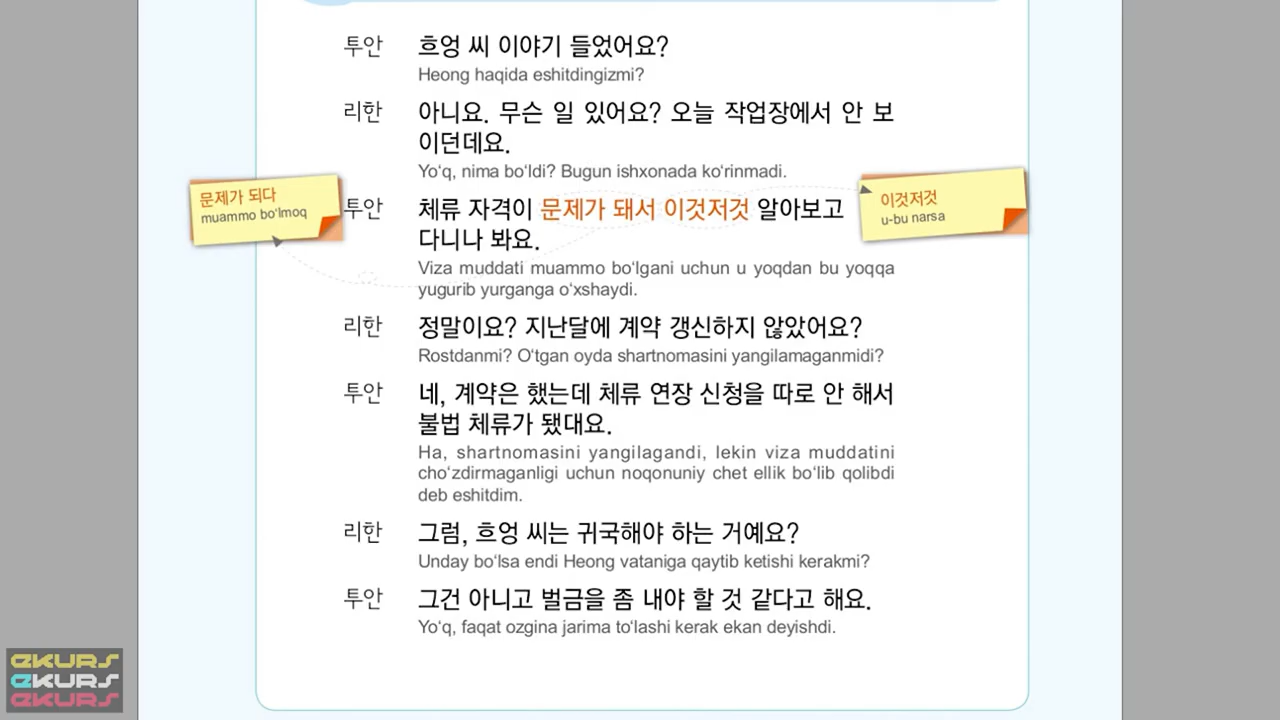 투안 흐엉 씨 이야기 들었어요?
Heong haqida eshitdingizmi?
리한 아니요. 무슨 일 있어요? 오늘 작업장에서 안 보
이던데요.
Yo‘q, nima bo‘ldi? Bugun ishxonada ko‘rinmadi.
문제가 되다
muammo bo‘lmoq
투안 체류 자격이 문제가 돼서 이것저것 알아보고
다니나 봐요.
이것저것
u-bu narsa
Viza muddati muammo bo‘lgani uchun u yoqdan bu yoqqa
yugurib yurganga o‘xshaydi.
리한 정말이요? 지난달에 계약 갱신하지 않았어요?
Rostdanmi? O‘tgan oyda shartnomasini yangilamaganmidi?
투안 네, 계약은 했는데 체류 연장 신청을 따로 안 해서
불법 체류가 됐대요.
Ha, shartnomasini yangilagandi, lekin viza muddatini
cho‘zdirmaganligi uchun noqonuniy chet ellik bo‘lib qolibdi
deb eshitdim.
리한 그럼, 흐엉 씨는 귀국해야 하는 거예요?
Unday bo‘lsa endi Heong vataniga qaytib ketishi kerakmi?
투안 그건 아니고 벌금을 좀 내야 할 것 같다고 해요.
Yo‘q, faqat ozgina jarima to‘lashi kerak ekan deyishdi.
eKURS
eKURS
eKURS